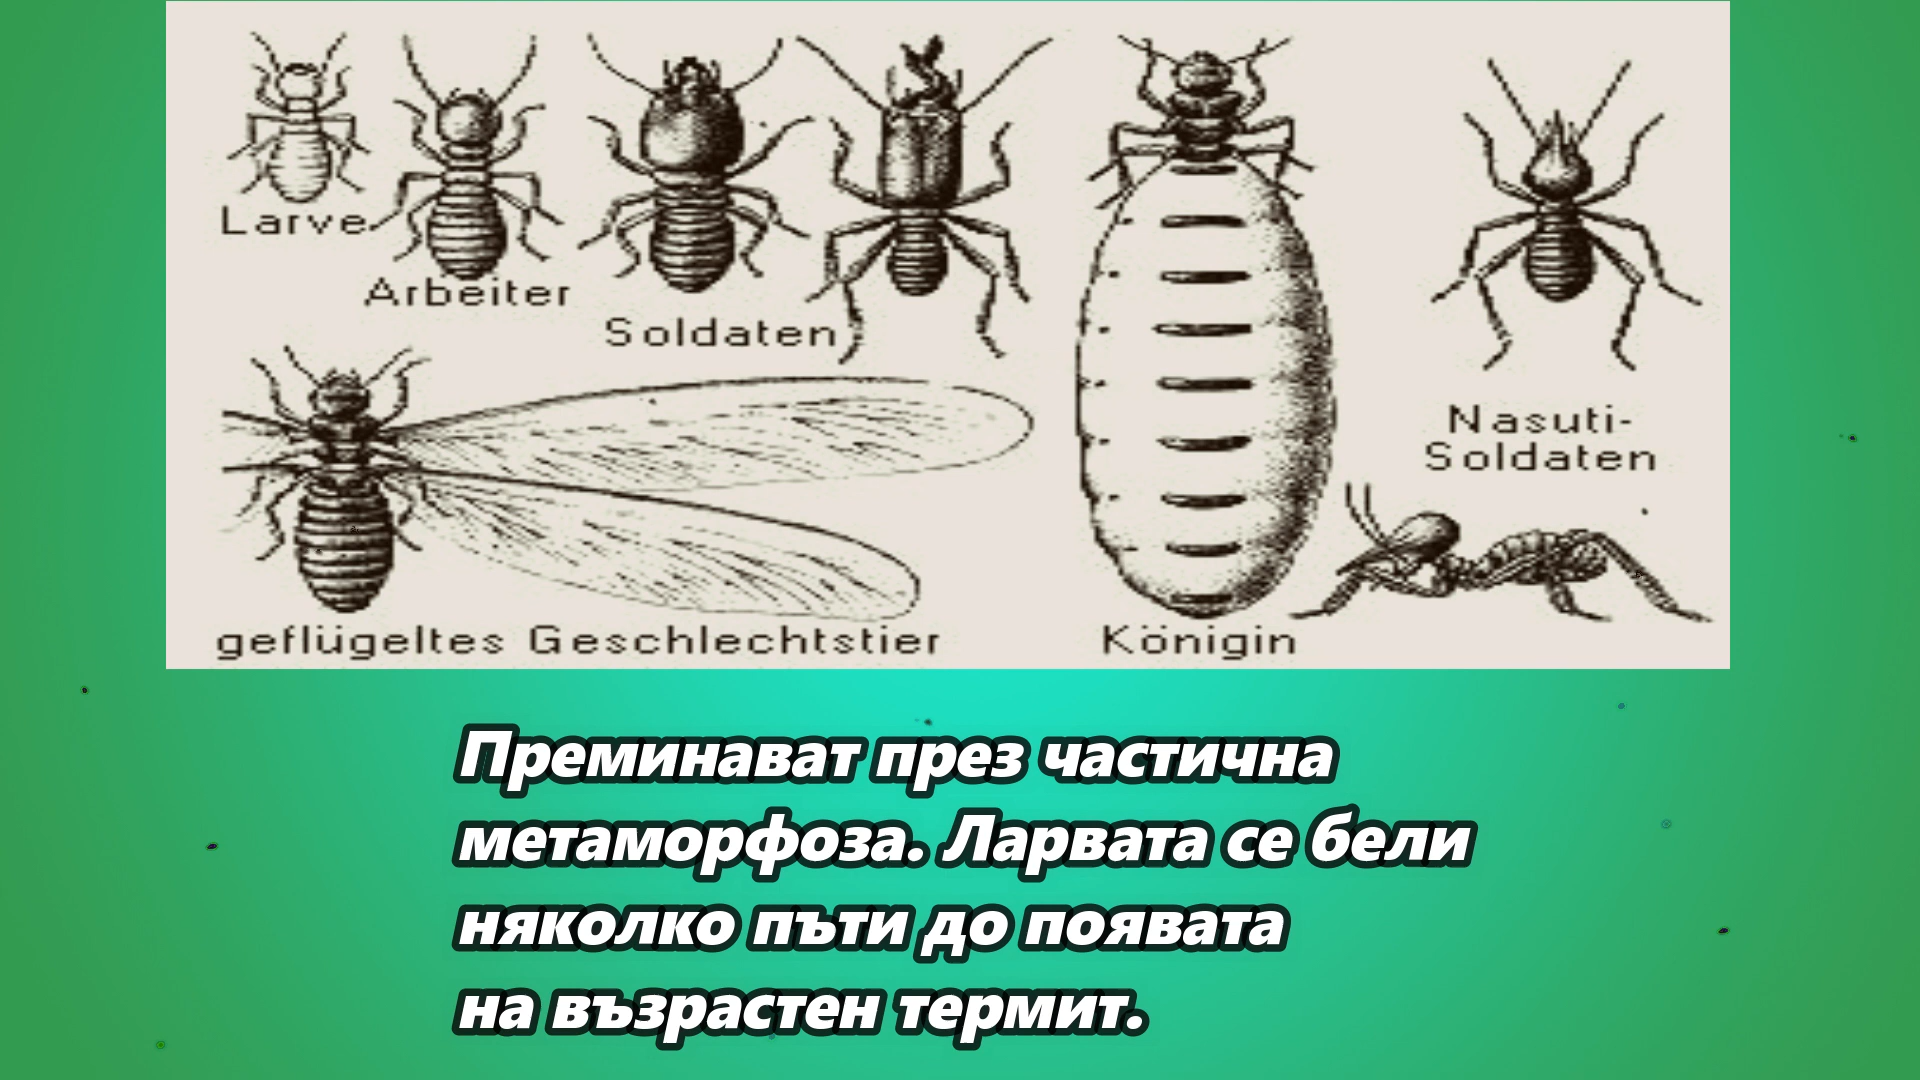 Larve
Arbeiter
Soldaten
Nasuti-
Soldaten
geflügeltes Geschlechtstier
Königin
Преминават през частична
метаморфоза. Ларвата се бели
няколко пъти до появата
на възрастен термит.